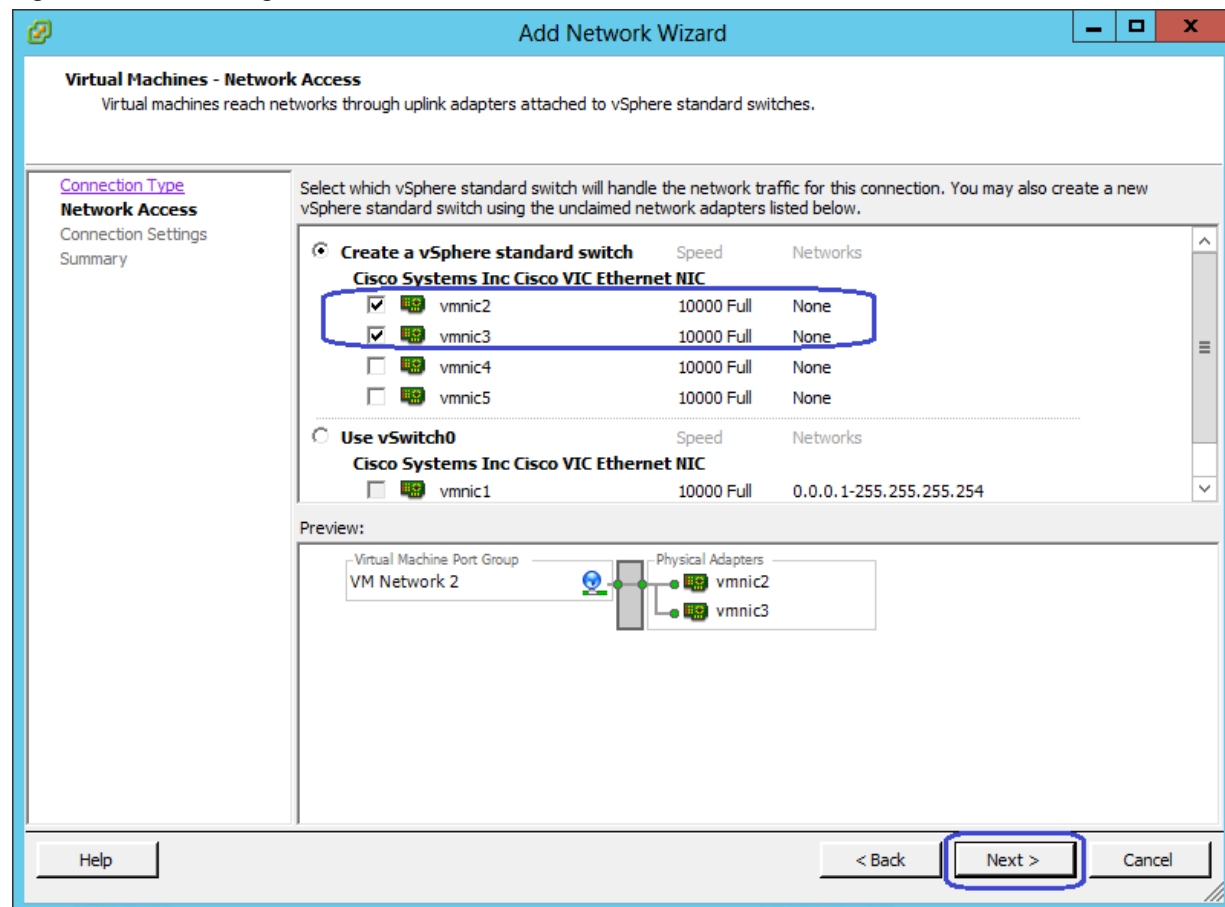 Add Network Wizard
Virtual Machines - Network Access
Virtual machines reach networks through uplink adapters attached to vSphere standard switches.
Connection Type
Network Access
Connection Settings
Summary
Select which vSphere standard switch will handle the network traffic for this connection. You may also create a new
vSphere standard switch using the unclaimed network adapters listed below.
Create a vSphere standard switch Speed Networks
Cisco Systems Inc Cisco VIC Ethernet NIC
vmnic2 10000 Full None
vmnic3 10000 Full None
vmnic4 10000 Full None
vmnic5 10000 Full None
Use vSwitch0 Speed Networks
Cisco Systems Inc Cisco VIC Ethernet NIC
vmnic1 10000 Full 0.0.0.1-255.255.255.254
Preview:
Virtual Machine Port Group Physical Adapters
VM Network 2 vmnic2
vmnic3
Help < Back Next > Cancel